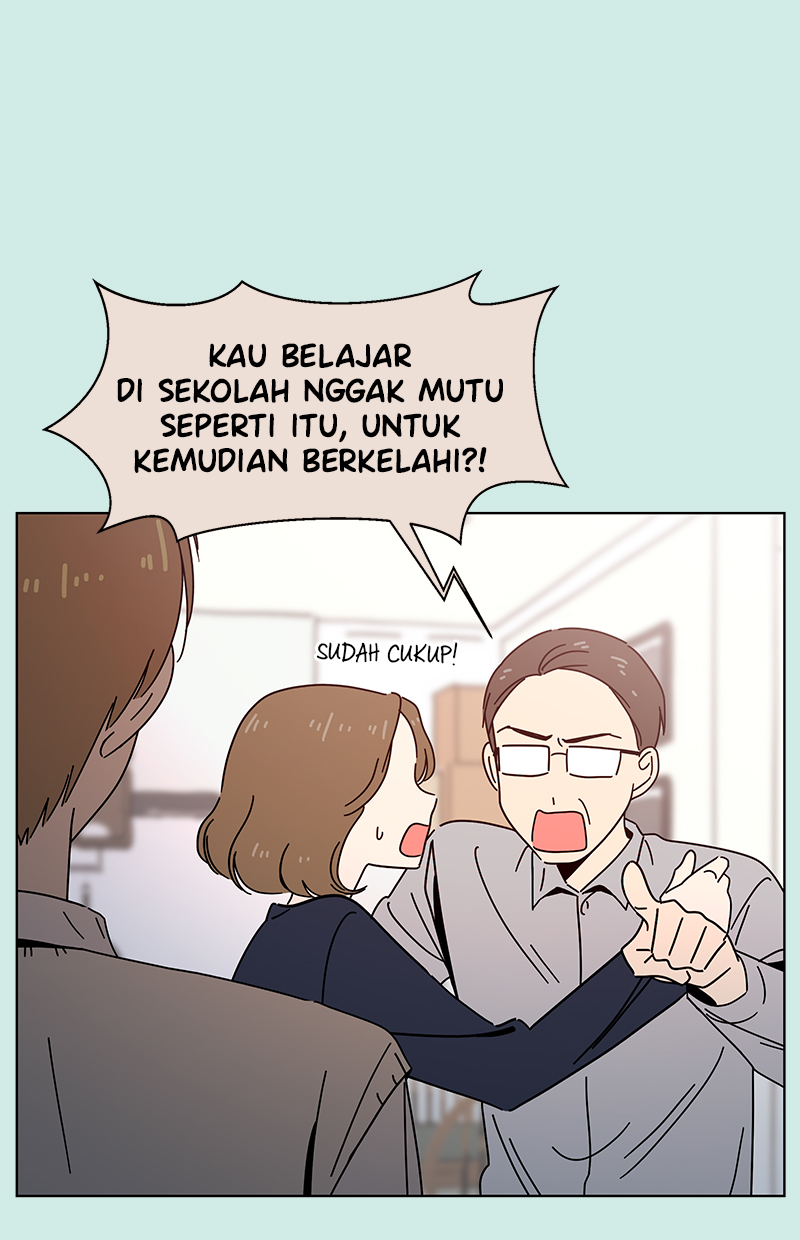 KAU BELAJAR
DI SEKOLAH NGGAK MUTU
SEPERTI ITU, UNTUK
KEMUDIAN BERKELAHI?!
SUDAH CUKUP!